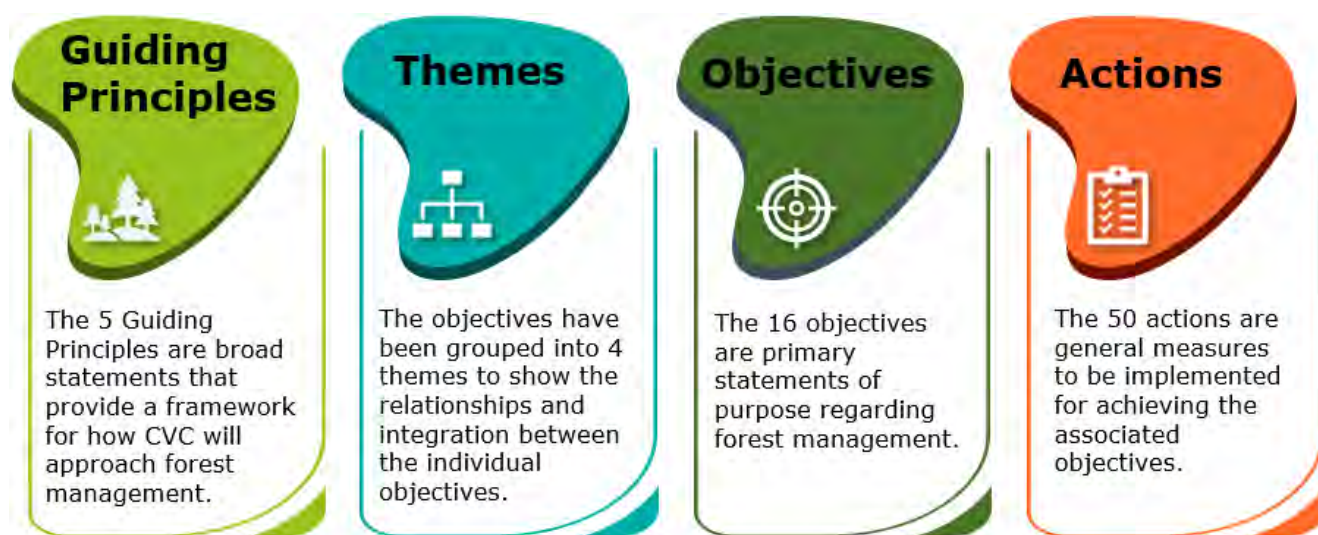 Guiding
Principles
The 5 Guiding
Principles are broad
statements that
provide a framework
for how CVC will
approach forest
management.
Themes
The objectives have
been grouped into 4
themes to show the
relationships and
integration between
the individual
objectives.
Objectives
The 16 objectives
are primary
statements of
purpose regarding
forest management.
Actions
The 50 actions are
general measures
to be implemented
for achieving the
associated
objectives.